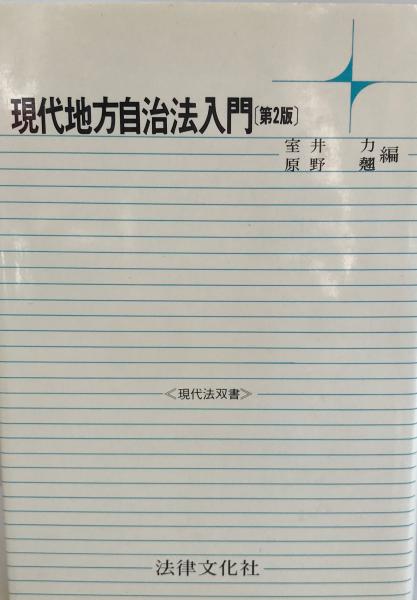 現代地方自治法入門〔第2版〕
室井 力
原野 翹
編
≪現代法双書≫
法律文化社